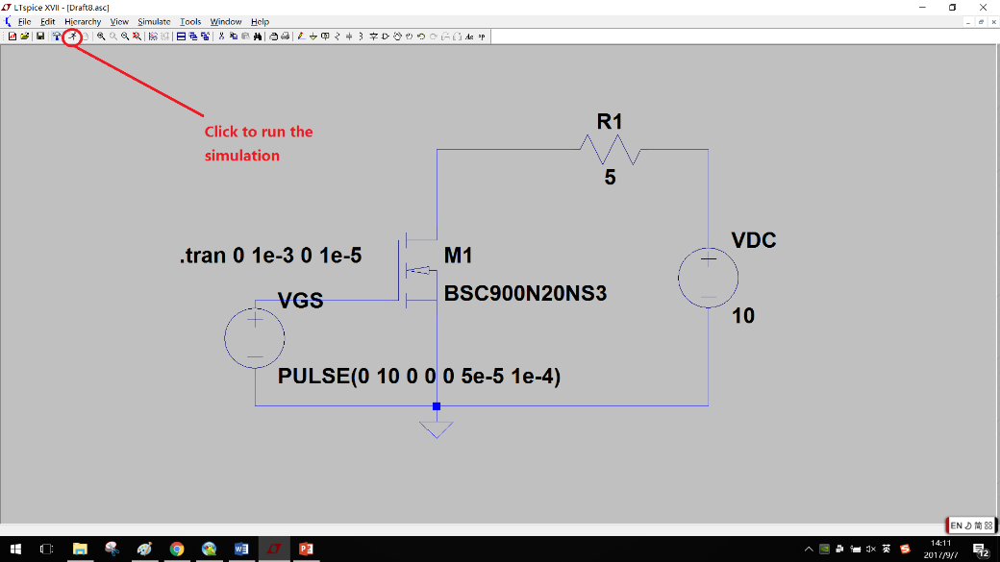 LTspice XVII - [Draft8.asc]
File Edit Hierarchy View Simulate Tools Window Help
Click to run the
simulation
R1
5
VDC
10
.tran 0 1e-3 0 1e-5
M1
BSC900N20NS3
VGS
PULSE(0 10 0 0 0 5e-5 1e-4)
EN 简
英
14:11
2017/9/7
12